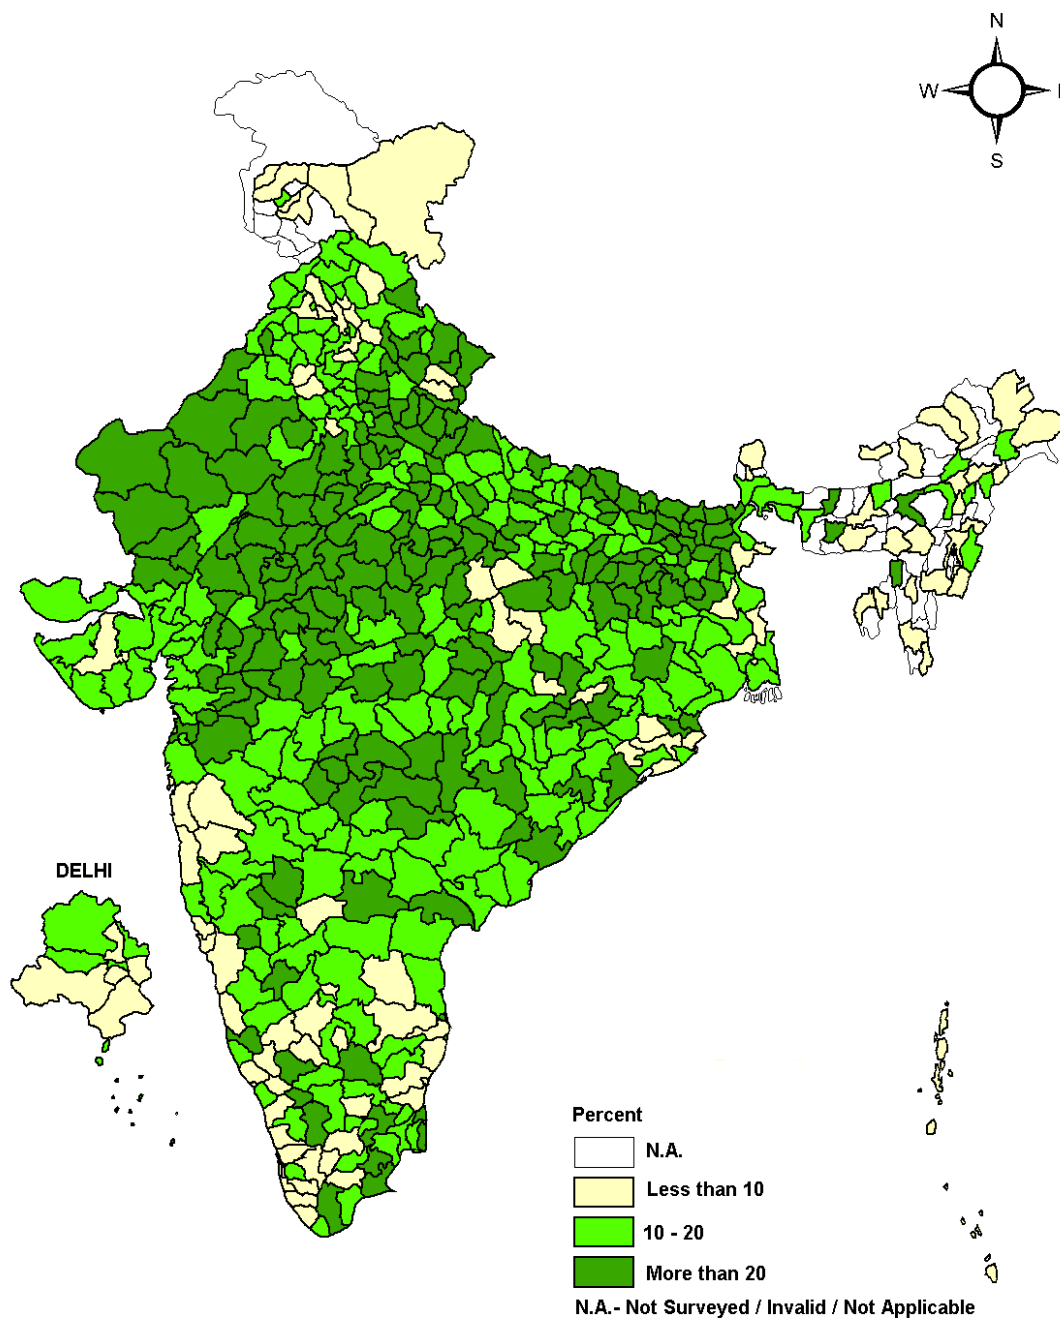 N
W
S
DELHI
Percent
N.A.
Less than 10
10 - 20
More than 20
N.A.- Not Surveyed / Invalid / Not Applicable